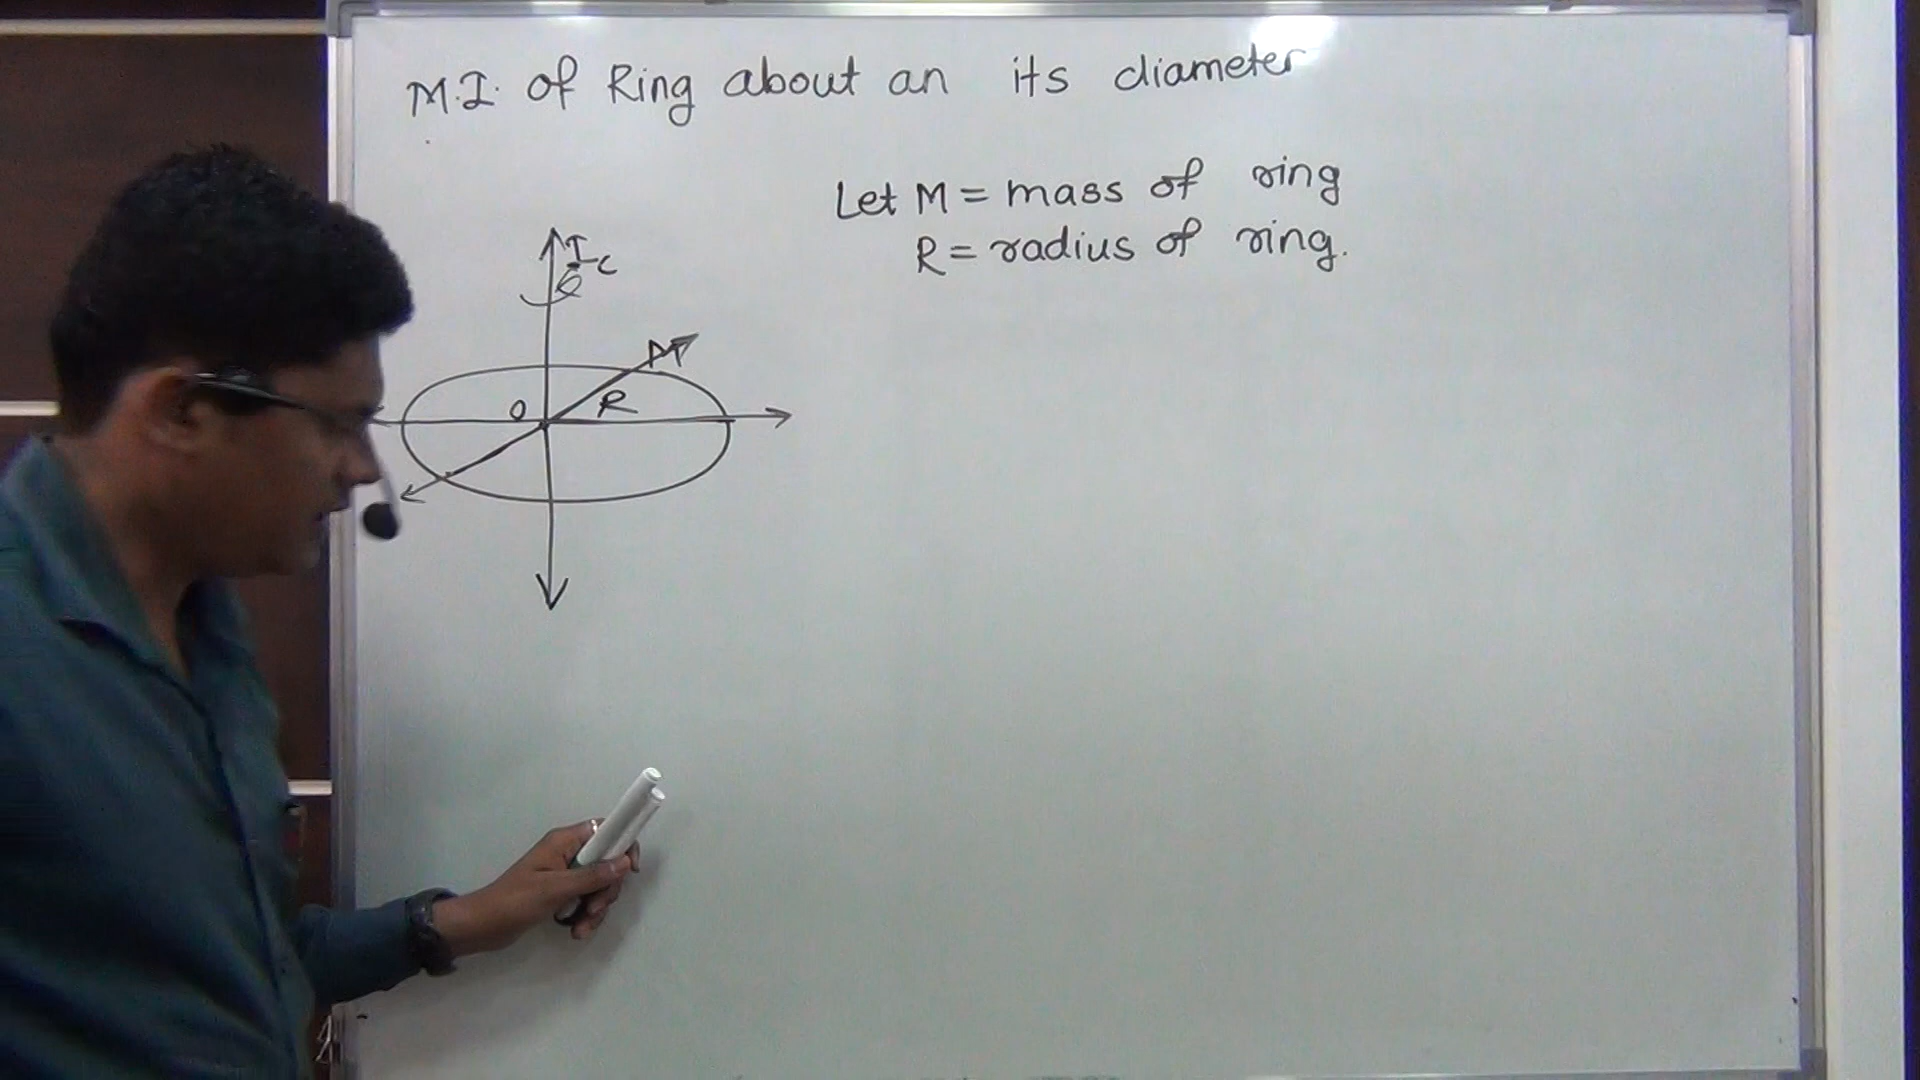 M.I. of Ring about an its diameter
Let M = mass of ring
R = radius of ring.
Ic
M
O
R